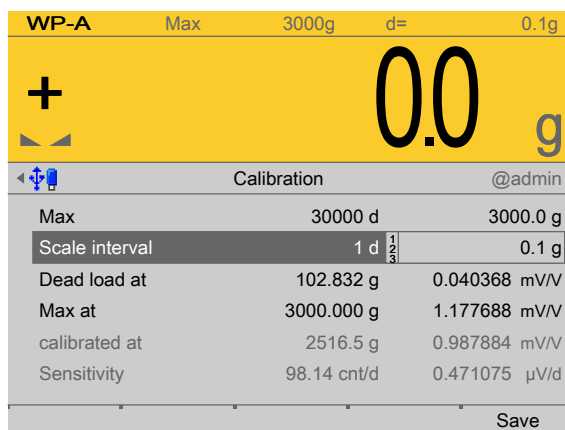 WP-A Max 3000g d= 0.1g
+ 0.0 g
Calibration @admin
Max 30000 d 3000.0 g
Scale interval 1 d 1 2 3 0.1 g
Dead load at 102.832 g 0.040368 mV/V
Max at 3000.000 g 1.177688 mV/V
calibrated at 2516.5 g 0.987884 mV/V
Sensitivity 98.14 cnt/d 0.471075 µV/d
Save